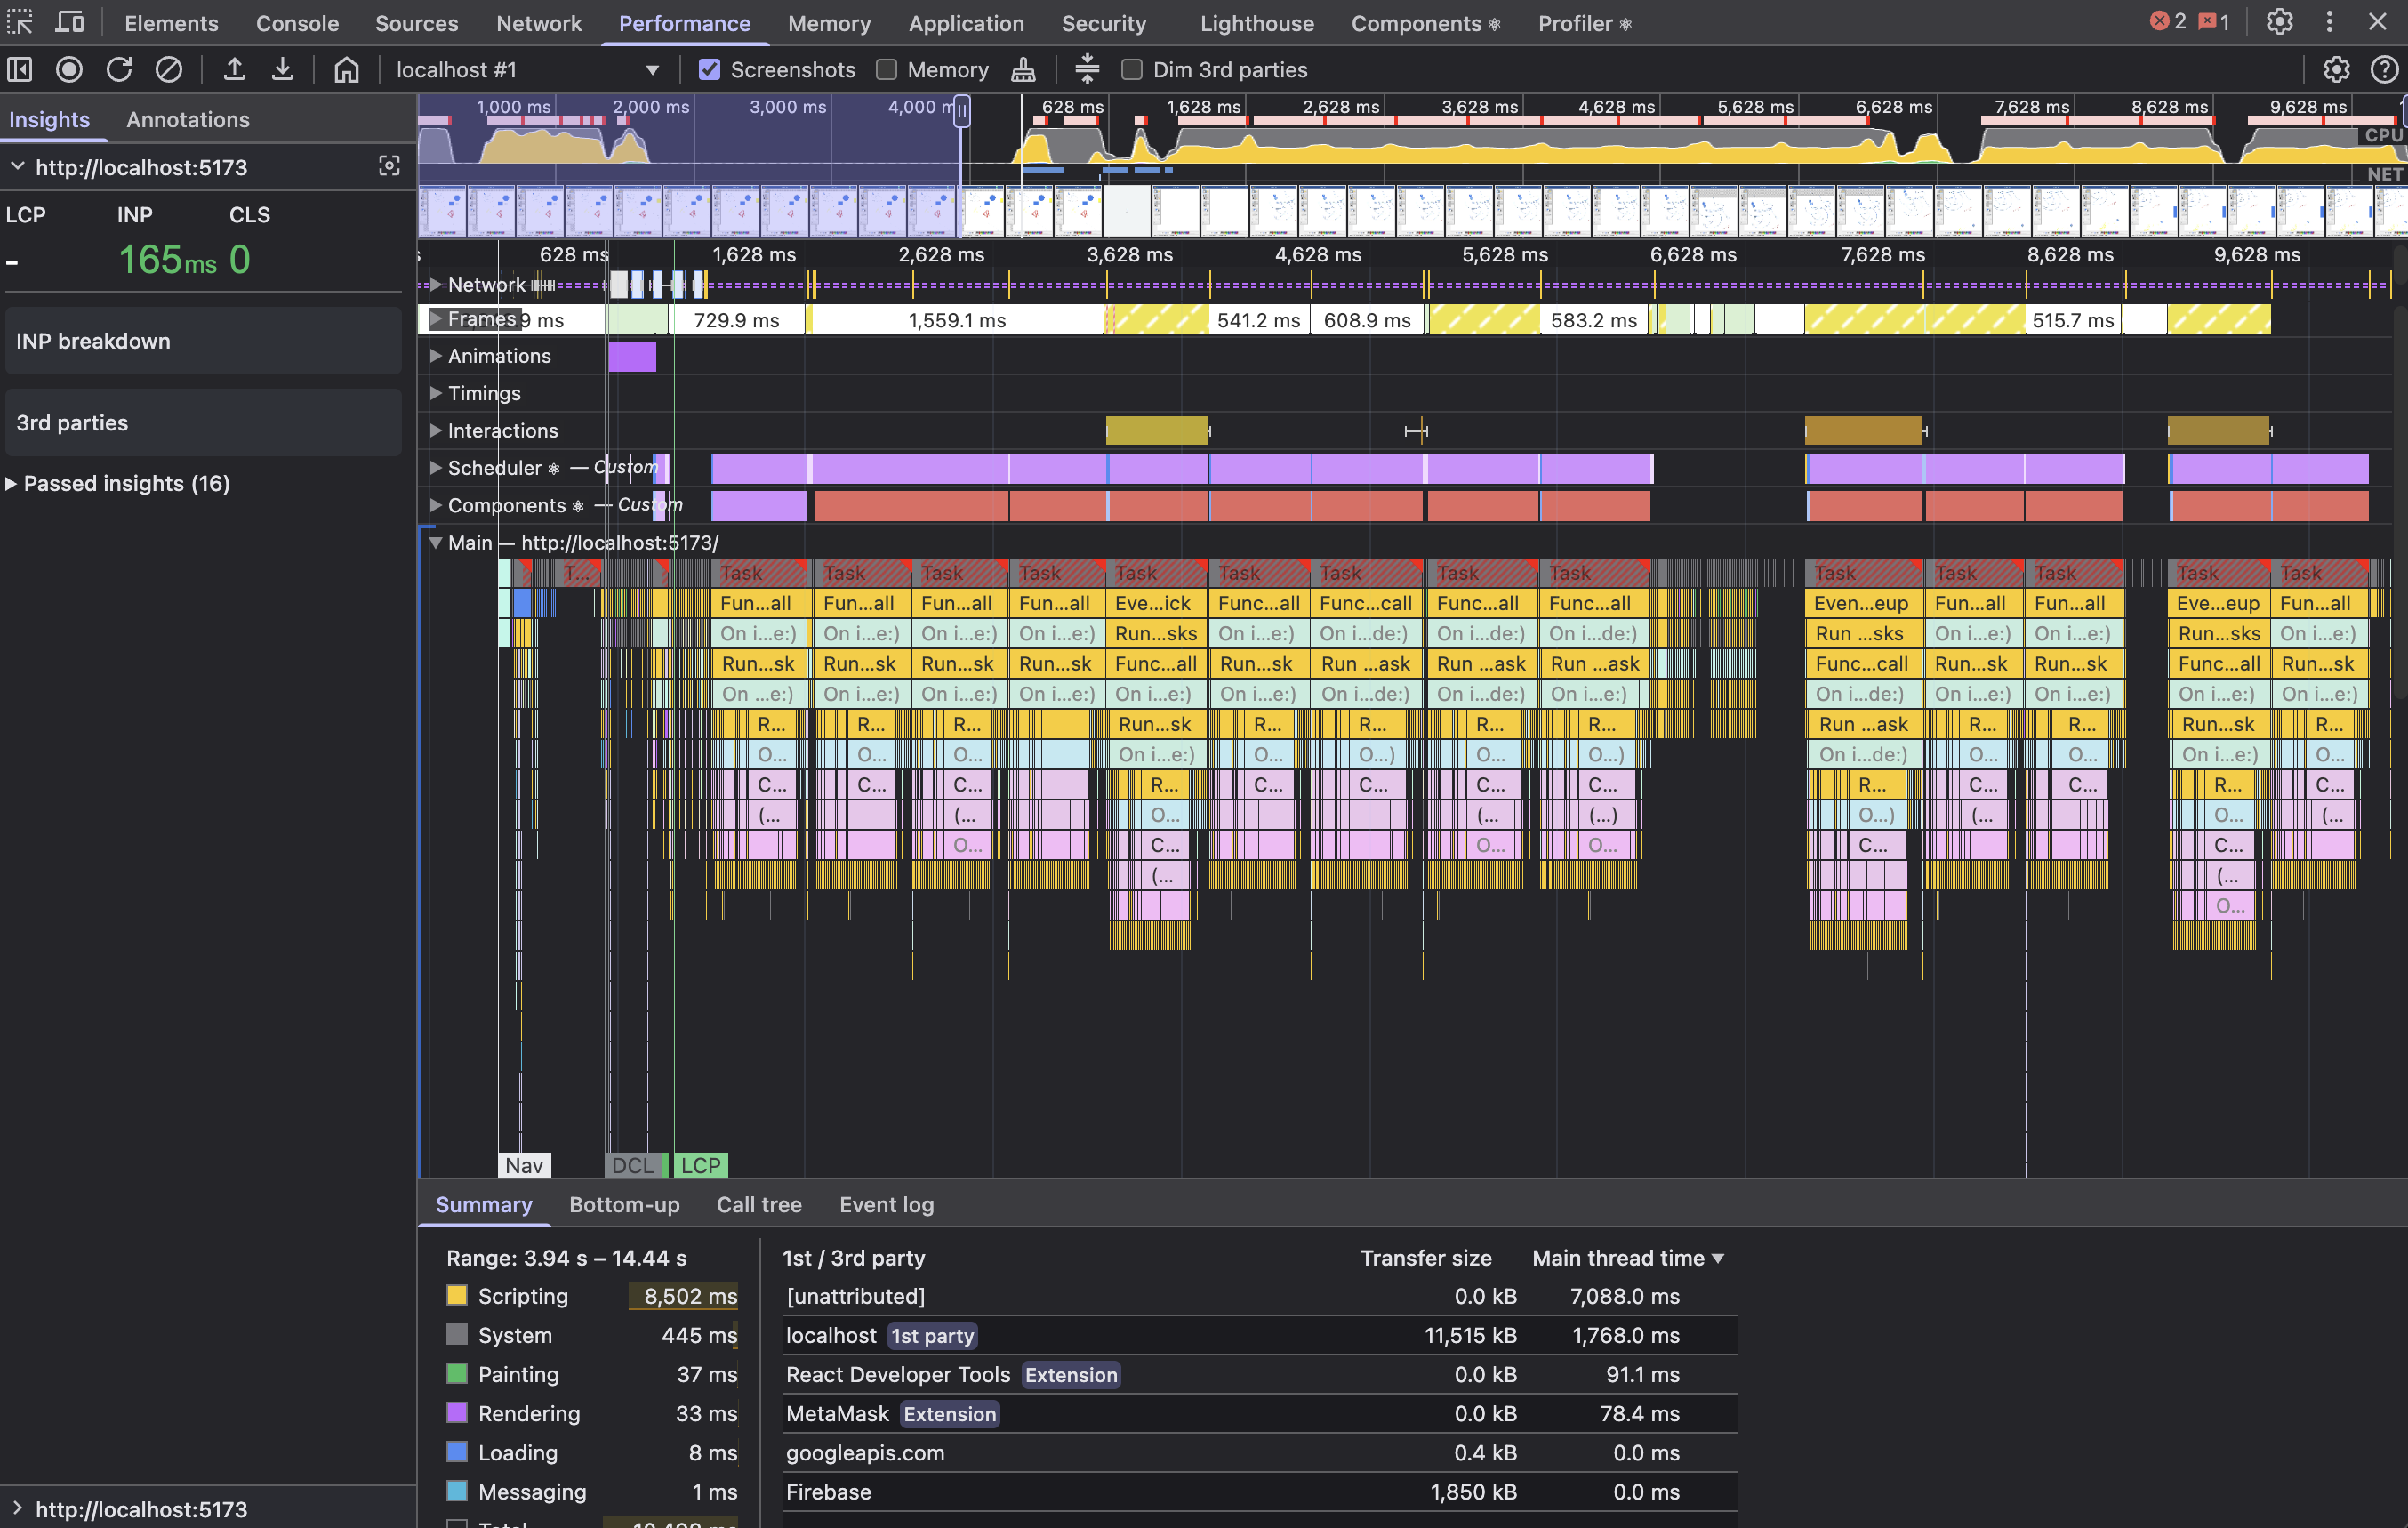 Elements Console Sources Network Performance Memory Application Security Lighthouse Components ⚛ Profiler ⚛ 2 1
localhost #1 Screenshots Memory Dim 3rd parties
Insights Annotations
http://localhost:5173
LCP INP CLS
- 165ms 0
INP breakdown
3rd parties
Passed insights (16)
http://localhost:5173
1,000 ms 2,000 ms 3,000 ms 4,000 m 628 ms 1,628 ms 2,628 ms 3,628 ms 4,628 ms 5,628 ms 6,628 ms 7,628 ms 8,628 ms 9,628 ms
CPU
NET
628 ms 1,628 ms 2,628 ms 3,628 ms 4,628 ms 5,628 ms 6,628 ms 7,628 ms 8,628 ms 9,628 ms
Network
Frames 9 ms 729.9 ms 1,559.1 ms 541.2 ms 608.9 ms 583.2 ms 515.7 ms
Animations
Timings
Interactions
Scheduler ⚛ — Custom
Components ⚛ — Custom
Main — http://localhost:5173/
T... Task Task Task Task Task Task Task Task Task Task Task Task Task Task
Fun...all Fun...all Fun...all Fun...all Eve...ick Func...all Func...call Func...all Func...all Even...eup Fun...all Fun...all Eve...eup Fun...all
On i...e:) On i...e:) On i...e:) On i...e:) Run...sks On i...e:) On i...de:) On i...de:) On i...de:) Run ...sks On i...e:) On i...e:) Run...sks On i...e:)
Run...sk Run...sk Run...sk Run...sk Func...all Run...sk Run ...ask Run ...ask Run ...ask Func...call Run...sk Run...sk Func...all Run...sk
On ...e:) On i...e:) On i...e:) On i...e:) On i...e:) On i...e:) On i...de:) On i...de:) On i...e:) On i...de:) On i...e:) On i...e:) On i...e:) On i...e:)
R... R... R... Run...sk R... R... R... R... Run ...ask R... R... Run...sk R...
O... O... O... On i...e:) O... O...) O... O...) On i...de:) O... O... On i...e:) O...
C... C... C... R... C... C... C... C... R... C... C... R... C...
(... (... O... (... (...) O...) (... O... (...
O... C... O... O... C... C...
(... (...
O...
Nav DCL LCP
Summary Bottom-up Call tree Event log
Range: 3.94 s – 14.44 s
Scripting 8,502 ms
System 445 ms
Painting 37 ms
Rendering 33 ms
Loading 8 ms
Messaging 1 ms
1st / 3rd party Transfer size Main thread time
[unattributed] 0.0 kB 7,088.0 ms
localhost 1st party 11,515 kB 1,768.0 ms
React Developer Tools Extension 0.0 kB 91.1 ms
MetaMask Extension 0.0 kB 78.4 ms
googleapis.com 0.4 kB 0.0 ms
Firebase 1,850 kB 0.0 ms